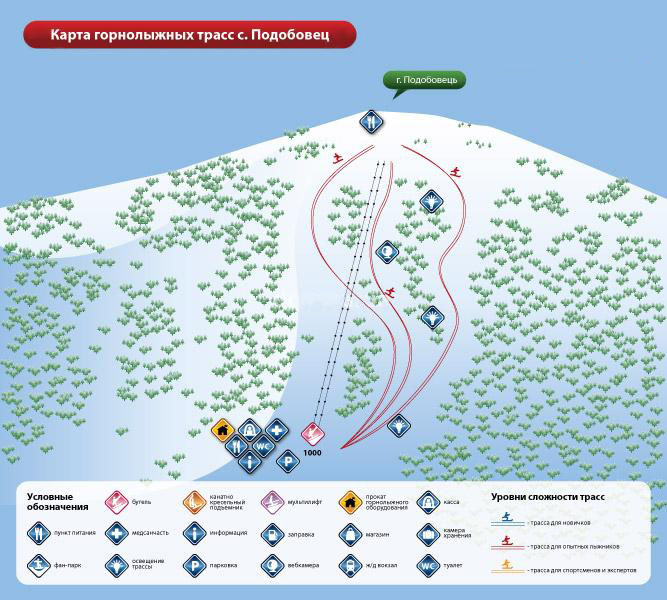 Карта горнолыжных трасс с. Подобовец
г. Подобовець
WC
P
1000
Условные
обозначения
бугель
канатно
кресельный
подъемник
мультилифт
прокат
горнолыжного
оборудования
касса
пункт питания
медсанчасть
информация
заправка
магазин
камера
хранения
фан-парк
освещение
трассы
P
парковка
вебкамера
ж/д вокзал
WC
туалет
Уровни сложности трасс
- трасса для новичков
- трасса для опытных лыжников
- трасса для спортсменов и экспертов